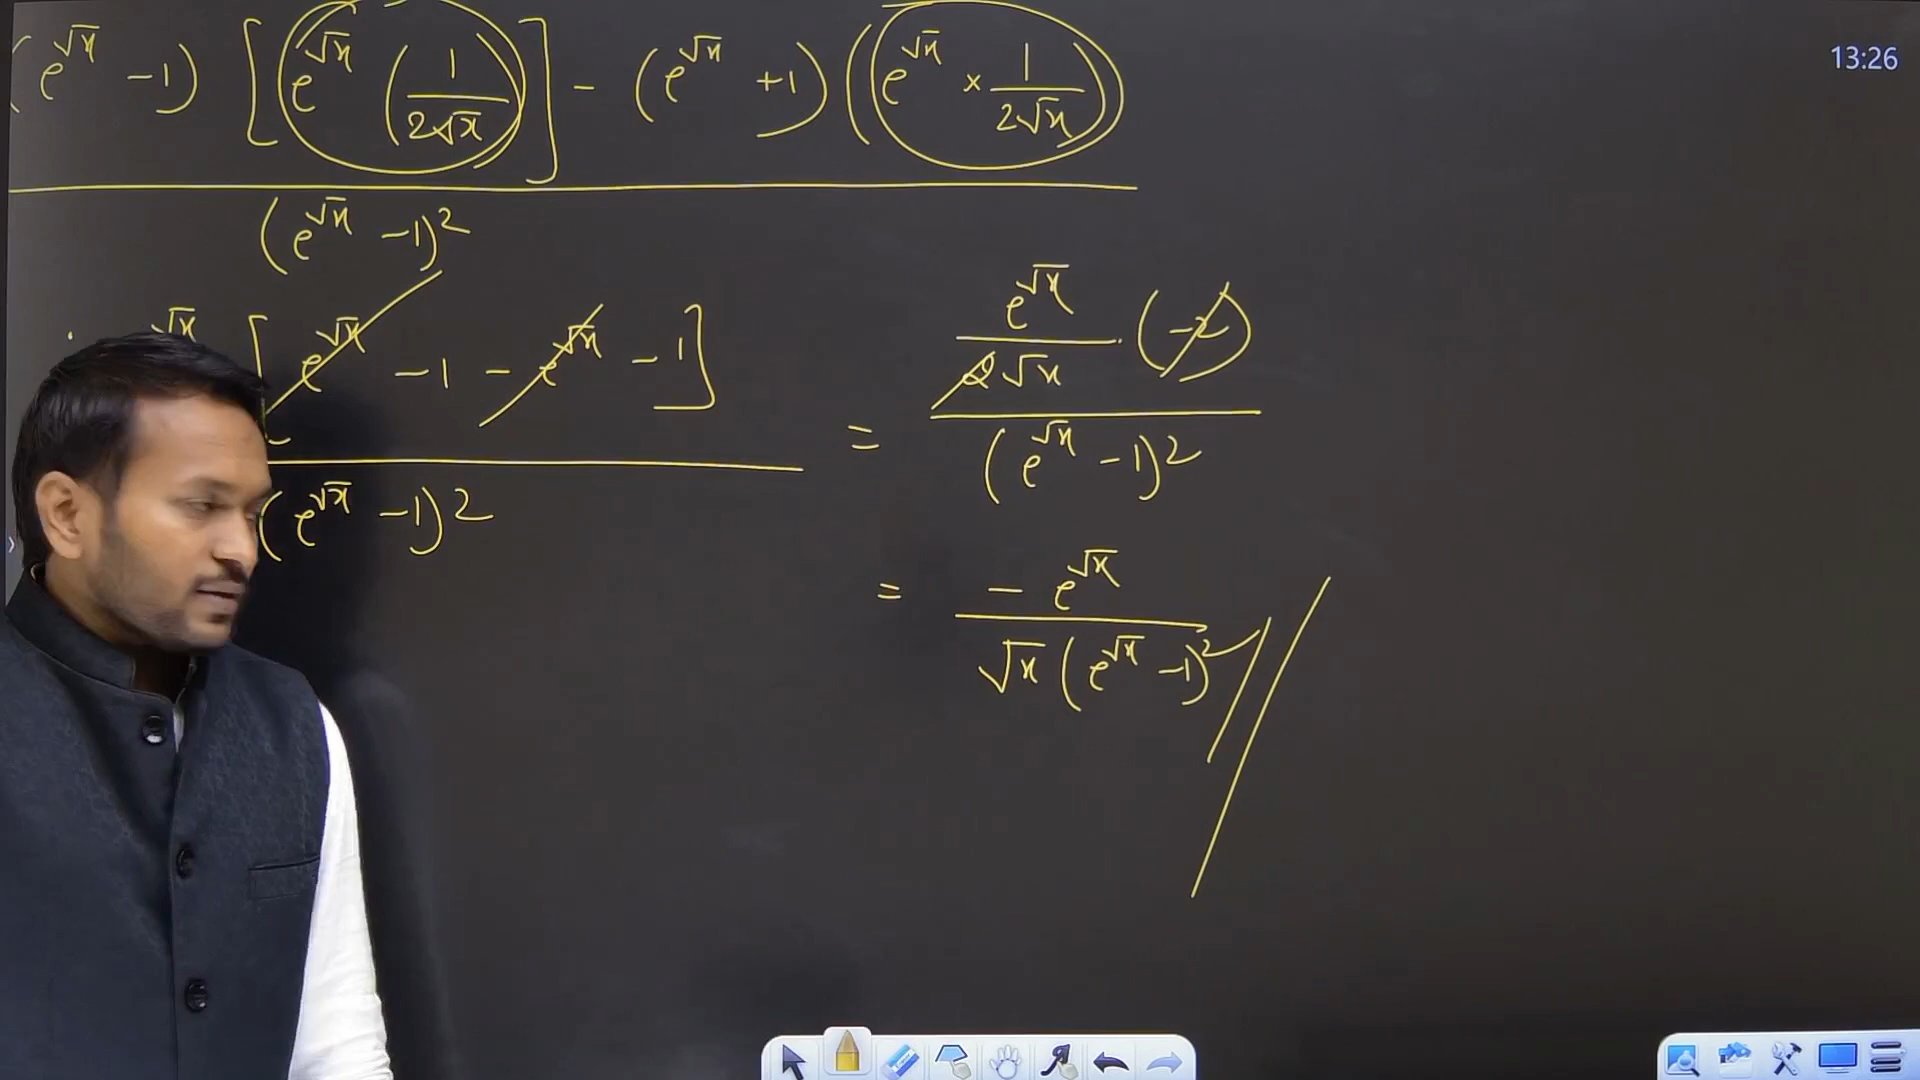 13:26
(e^√x -1) [e^√x (1/2√x)] - (e^√x +1) (e^√x × 1/2√x)
(e^√x -1)^2
√x [e^√x -1 - e^√x -1]
(e^√x -1)^2
= e^√x/2√x · (-2)
(e^√x -1)^2
= - e^√x
√x (e^√x -1)^2